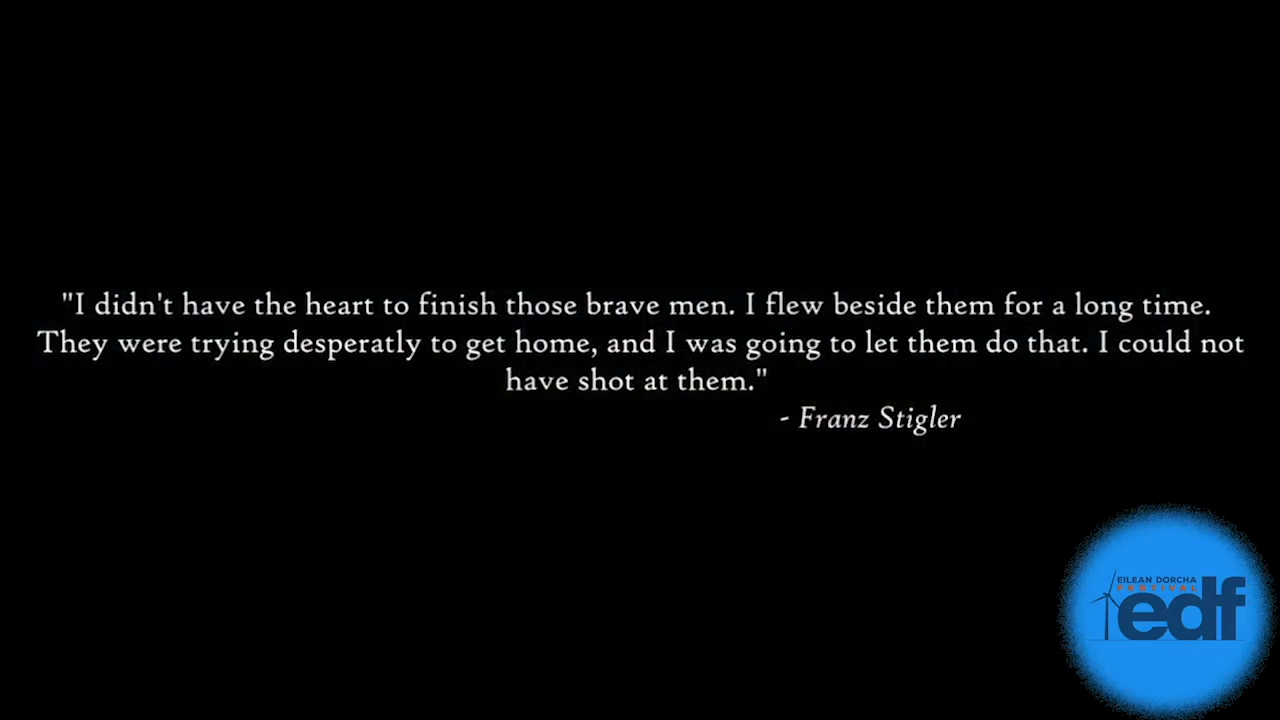 "I didn't have the heart to finish those brave men. I flew beside them for a long time.
They were trying desperatly to get home, and I was going to let them do that. I could not
have shot at them."
- Franz Stigler
EILEAN DORCHA
FESTIVAL
edf